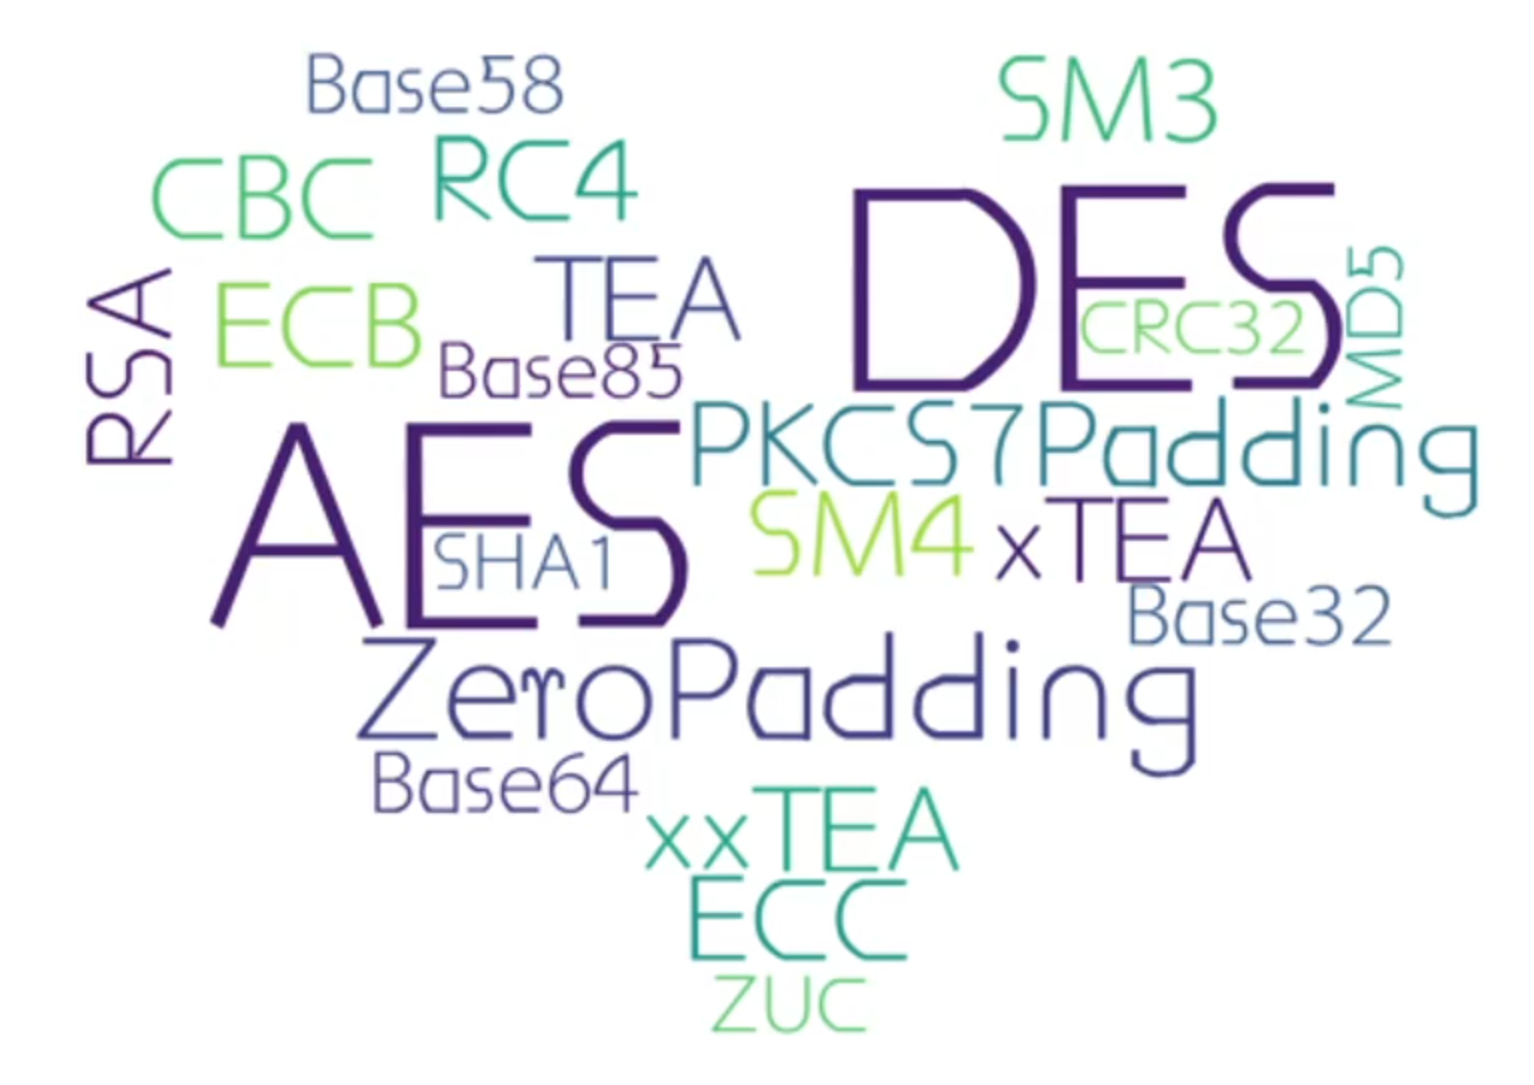 Base58
SM3
CBC
RC4
DES
RSA
ECB
TEA
CRC32
MD5
Base85
AES
PKCS7Padding
SHA1
SM4
xTEA
Base32
ZeroPadding
Base64
xxTEA
ECC
ZUC